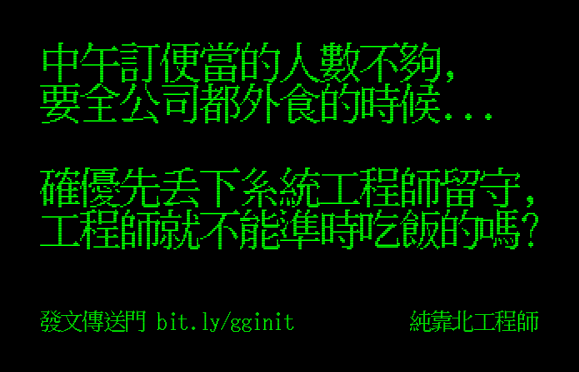 中午訂便當的人數不夠,
要全公司都外食的時候...
確優先丟下系統工程師留守,
工程師就不能準時吃飯的嗎?
發文傳送門 bit.ly/gginit
純靠北工程師